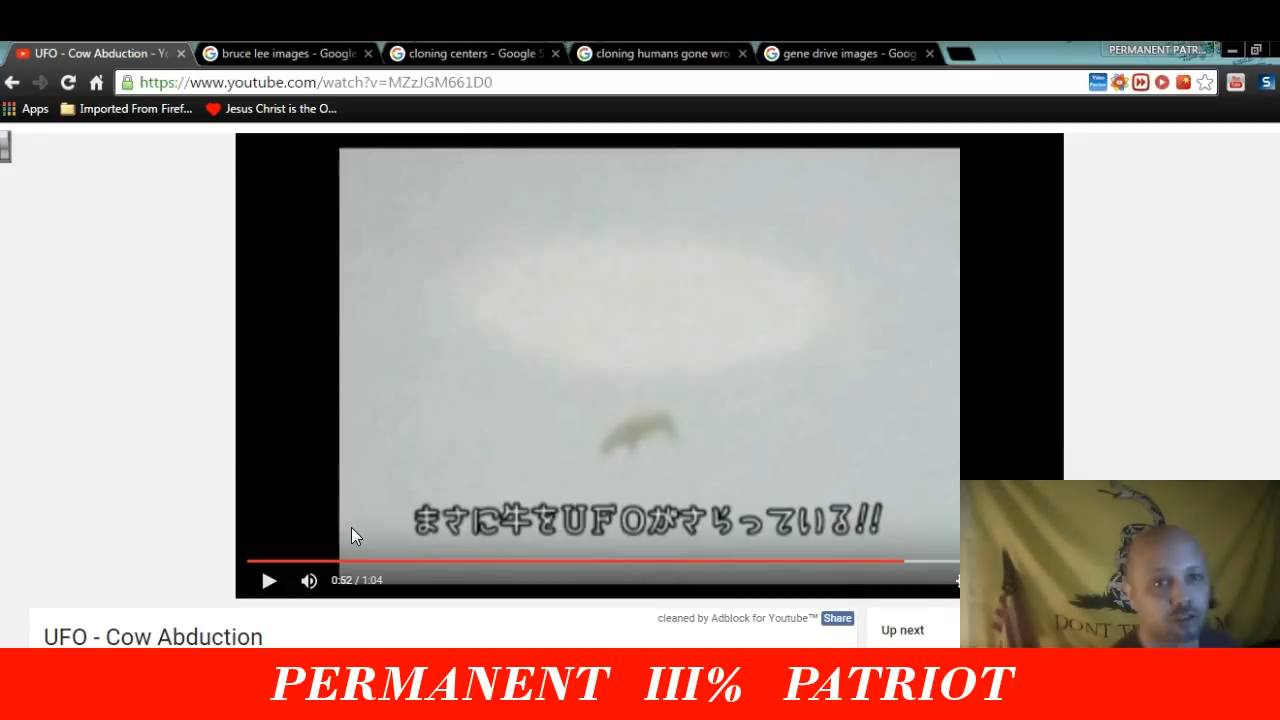 UFO - Cow Abduction - Yo
bruce lee images - Google
cloning centers - Google S
cloning humans gone wro
gene drive images - Goog
PERMANENT PATR...
https://www.youtube.com/watch?v=MZzJGM661D0
Apps
Imported From Firef...
Jesus Christ is the O...
まさに牛をUFOがさらっている!!
0:52 / 1:04
cleaned by Adblock for Youtube™ Share
UFO - Cow Abduction
Up next
DONT T
M
PERMANENT III% PATRIOT